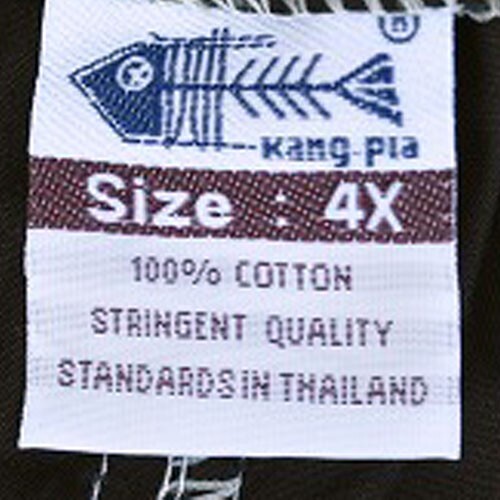 ®
Kang-Pla
Size : 4X
100% COTTON
STRINGENT QUALITY
STANDARDS IN THAILAND